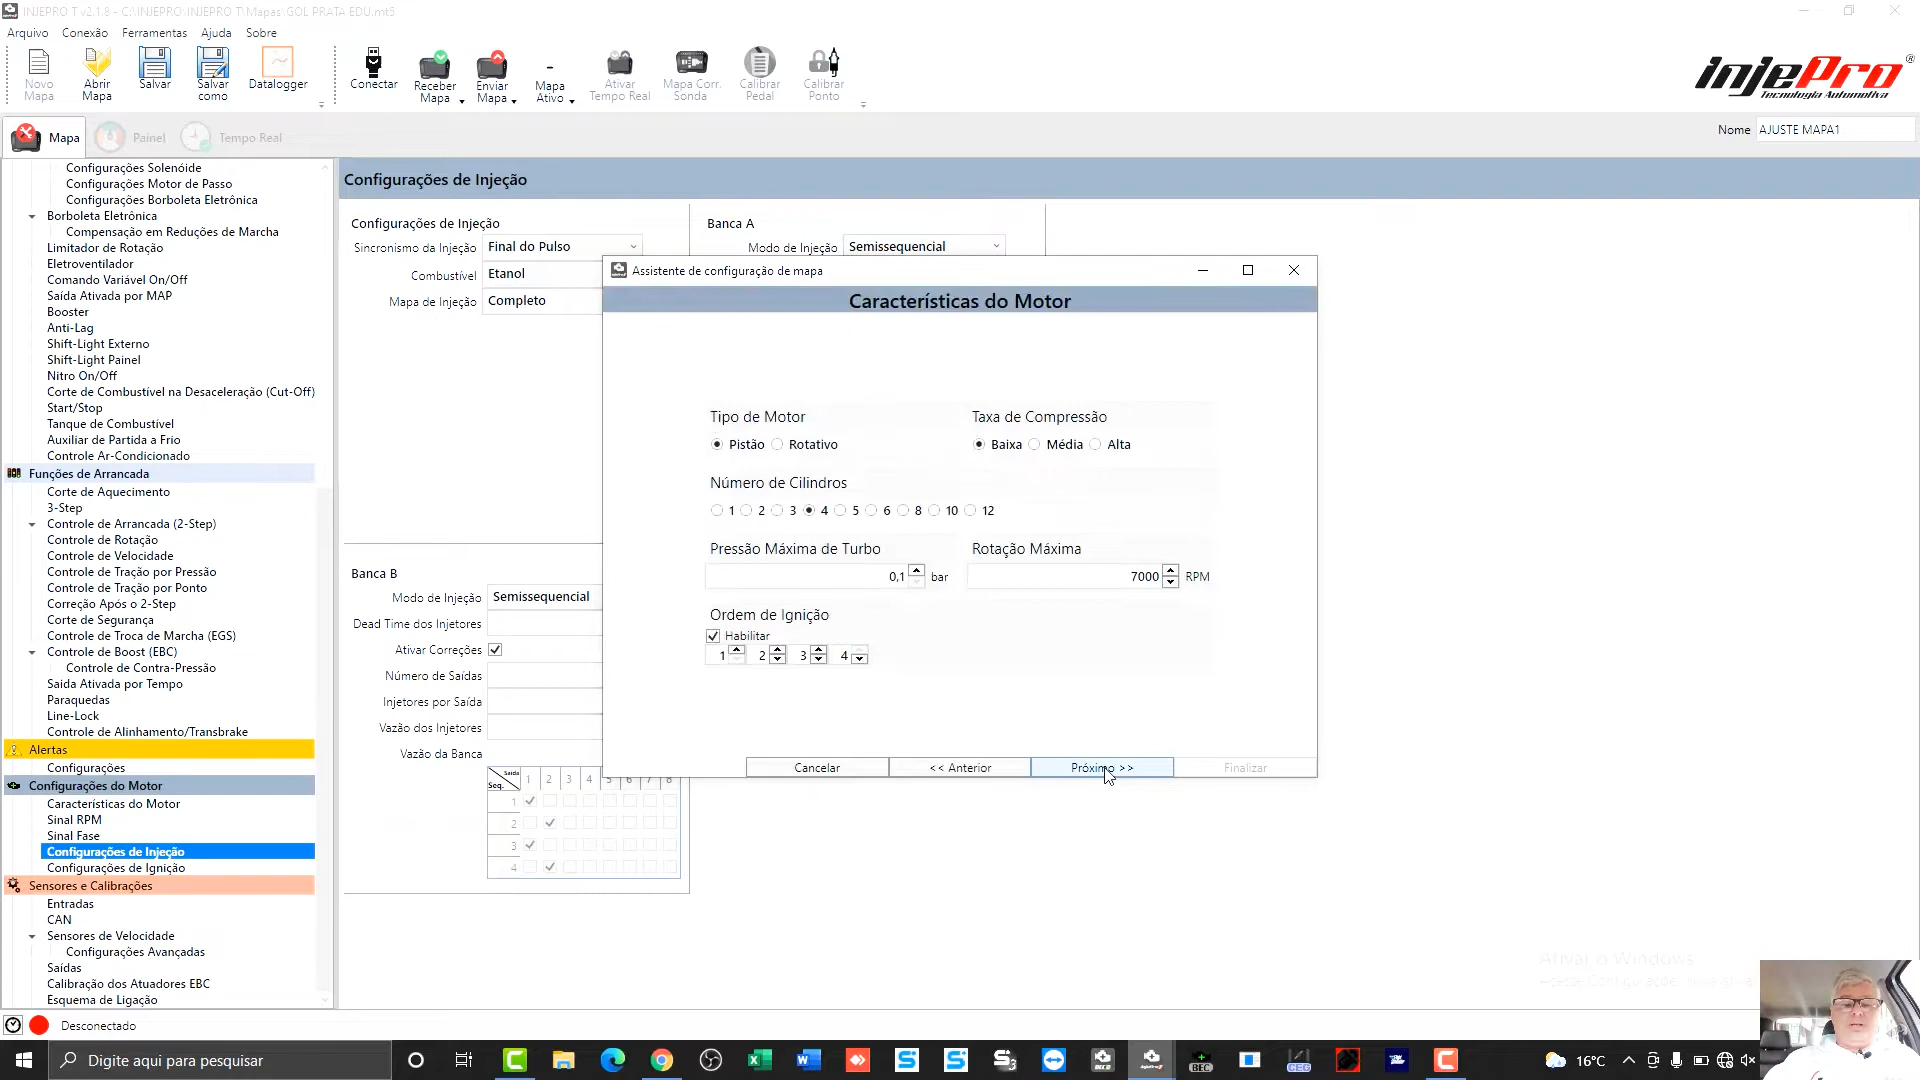 INJEPRO T v2.1.8 - C:\INJEPRO\INJEPRO T\Mapas\GOL PRATA EDU.mt5
Arquivo Conexão Ferramentas Ajuda Sobre
Novo Mapa
Abrir Mapa
Salvar
Salvar como
Datalogger
Conectar
Receber Mapa
Enviar Mapa
Mapa Ativo
Ativar Tempo Real
Mapa Corr. Sonda
Calibrar Pedal
Calibrar Ponto
injePro
Tecnologia Automotiva
Mapa Painel Tempo Real
Nome AJUSTE MAPA1
Configurações Solenóide
Configurações Motor de Passo
Configurações Borboleta Eletrônica
Borboleta Eletrônica
Compensação em Reduções de Marcha
Limitador de Rotação
Eletroventilador
Comando Variável On/Off
Saída Ativada por MAP
Booster
Anti-Lag
Shift-Light Externo
Shift-Light Painel
Nitro On/Off
Corte de Combustível na Desaceleração (Cut-Off)
Start/Stop
Tanque de Combustível
Auxiliar de Partida a Frio
Controle Ar-Condicionado
Funções de Arrancada
Corte de Aquecimento
3-Step
Controle de Arrancada (2-Step)
Controle de Rotação
Controle de Velocidade
Controle de Tração por Pressão
Controle de Tração por Ponto
Correção Após o 2-Step
Corte de Segurança
Controle de Troca de Marcha (EGS)
Controle de Boost (EBC)
Controle de Contra-Pressão
Saida Ativada por Tempo
Paraquedas
Line-Lock
Controle de Alinhamento/Transbrake
Alertas
Configurações
Configurações do Motor
Características do Motor
Sinal RPM
Sinal Fase
Configurações de Injeção
Configurações de Ignição
Sensores e Calibrações
Entradas
CAN
Sensores de Velocidade
Configurações Avançadas
Saídas
Calibração dos Atuadores EBC
Esquema de Ligação
Configurações de Injeção
Configurações de Injeção
Sincronismo da Injeção Final do Pulso
Combustível Etanol
Mapa de Injeção Completo
Banca A
Modo de Injeção Semissequencial
Banca B
Modo de Injeção Semissequencial
Dead Time dos Injetores
Ativar Correções
Número de Saídas
Injetores por Saída
Vazão dos Injetores
Vazão da Banca
Saída
Seq.
1 2 3 4 5 6 7 8
1
2
3
4
Assistente de configuração de mapa
Características do Motor
Tipo de Motor
Pistão Rotativo
Taxa de Compressão
Baixa Média Alta
Número de Cilindros
1 2 3 4 5 6 8 10 12
Pressão Máxima de Turbo
0,1 bar
Rotação Máxima
7000 RPM
Ordem de Ignição
Habilitar
1 2 3 4
Cancelar << Anterior Próximo >> Finalizar
Ativar o Windows
Desconectado
Digite aqui para pesquisar
16°C